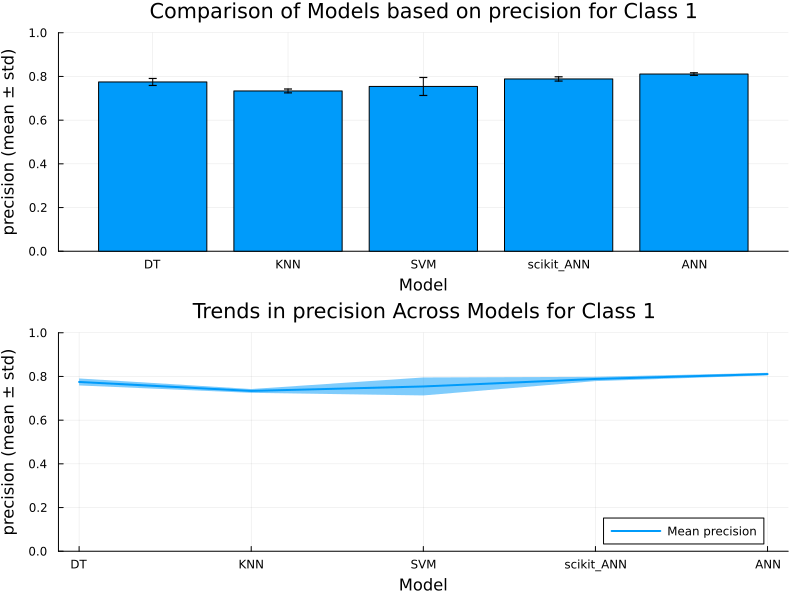 Comparison of Models based on precision for Class 1
precision (mean ± std)
1.0
0.8
0.6
0.4
0.2
0.0
DT KNN SVM scikit_ANN ANN
Model
Trends in precision Across Models for Class 1
precision (mean ± std)
1.0
0.8
0.6
0.4
0.2
0.0
Mean precision
DT KNN SVM scikit_ANN ANN
Model